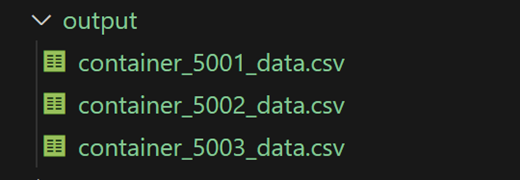 output
container_5001_data.csv
container_5002_data.csv
container_5003_data.csv